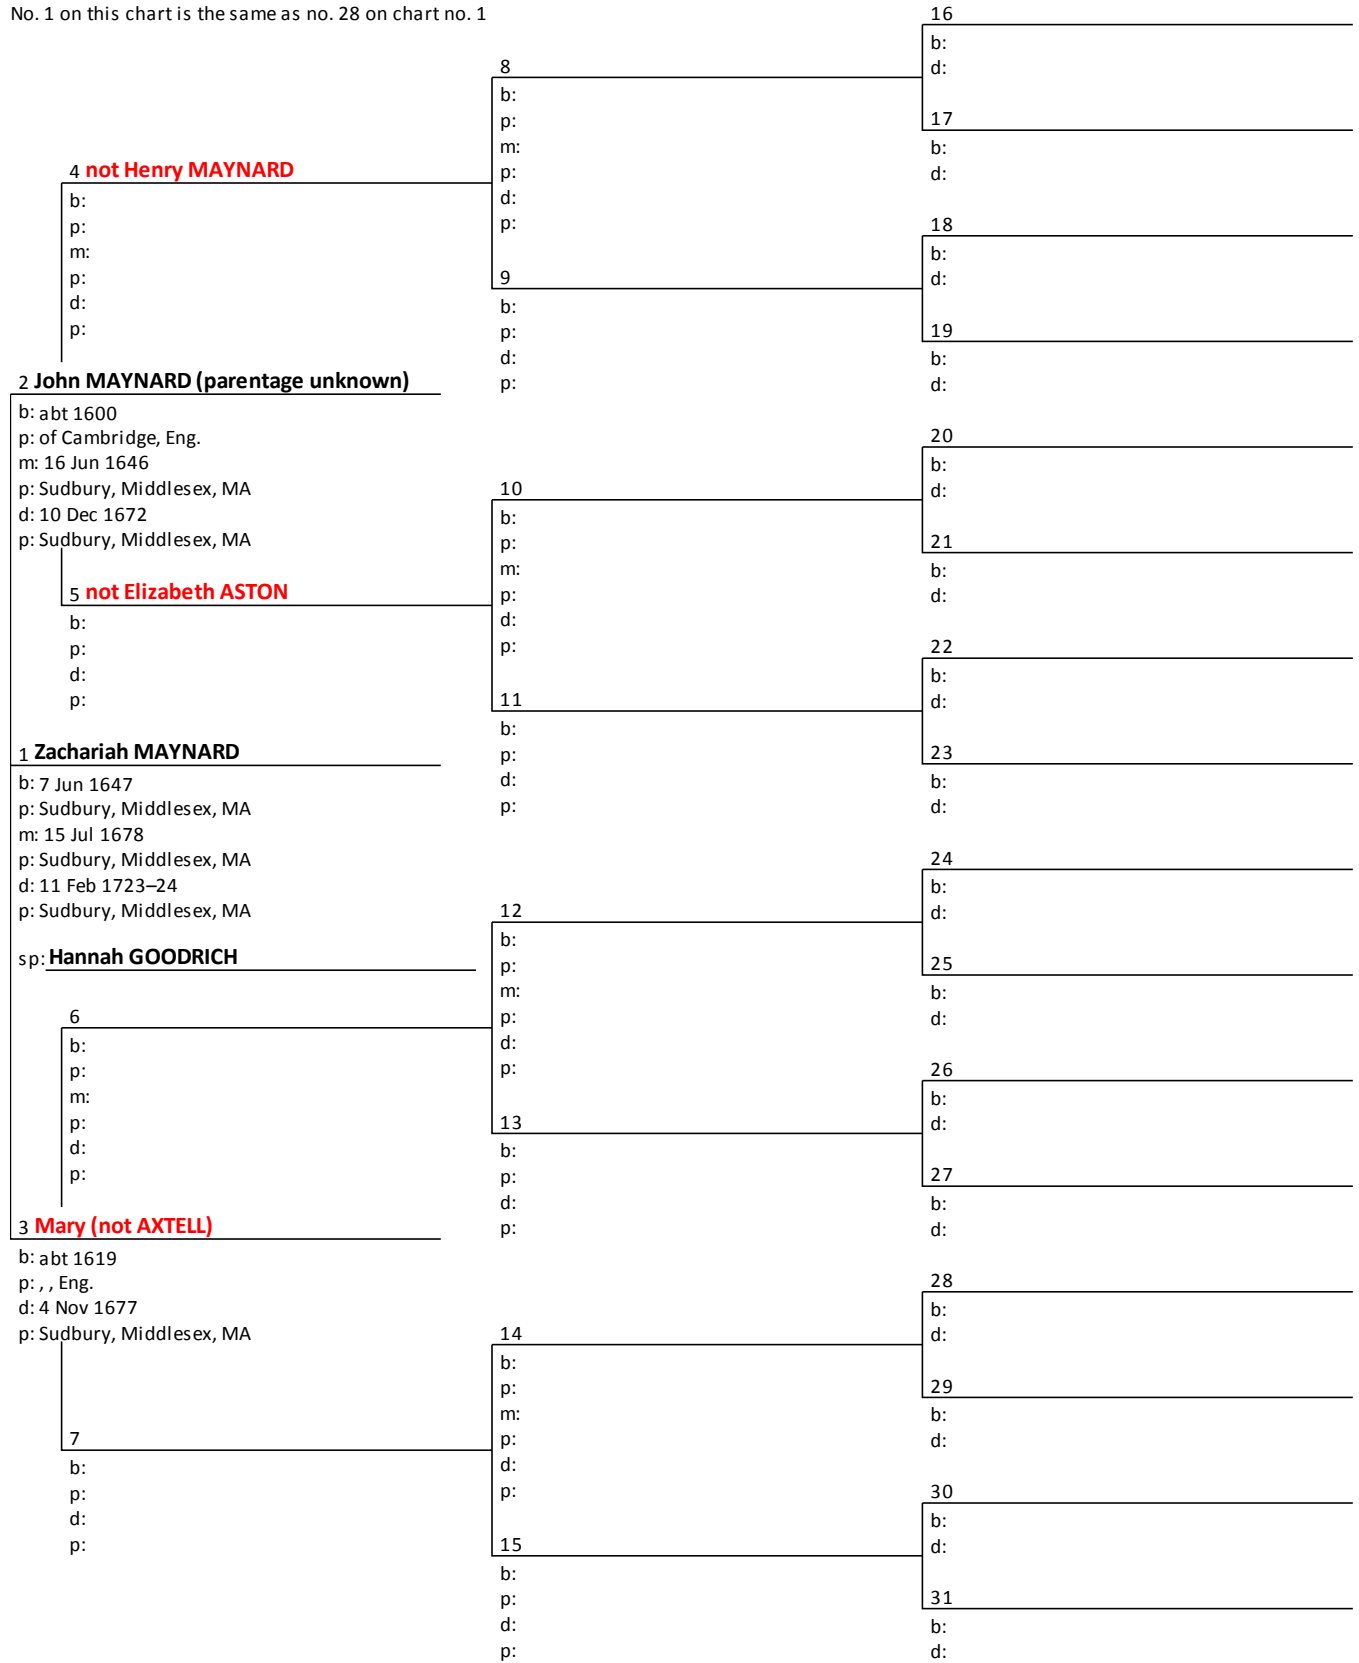 No. 1 on this chart is the same as no. 28 on chart no. 1
4 not Henry MAYNARD
b:
p:
m:
p:
d:
p:
2 John MAYNARD (parentage unknown)
b: abt 1600
p: of Cambridge, Eng.
m: 16 Jun 1646
p: Sudbury, Middlesex, MA
d: 10 Dec 1672
p: Sudbury, Middlesex, MA
5 not Elizabeth ASTON
b:
p:
d:
p:
1 Zachariah MAYNARD
b: 7 Jun 1647
p: Sudbury, Middlesex, MA
m: 15 Jul 1678
p: Sudbury, Middlesex, MA
d: 11 Feb 1723–24
p: Sudbury, Middlesex, MA
sp: Hannah GOODRICH
6
b:
p:
m:
p:
d:
p:
3 Mary (not AXTELL)
b: abt 1619
p: , , Eng.
d: 4 Nov 1677
p: Sudbury, Middlesex, MA
7
b:
p:
d:
p:
8
b:
p:
m:
p:
d:
p:
9
b:
p:
d:
p:
10
b:
p:
m:
p:
d:
p:
11
b:
p:
d:
p:
12
b:
p:
m:
p:
d:
p:
13
b:
p:
d:
p:
14
b:
p:
m:
p:
d:
p:
15
b:
p:
d:
p:
16
b:
d:
17
b:
d:
18
b:
d:
19
b:
d:
20
b:
d:
21
b:
d:
22
b:
d:
23
b:
d:
24
b:
d:
25
b:
d:
26
b:
d:
27
b:
d:
28
b:
d:
29
b:
d:
30
b:
d:
31
b:
d: